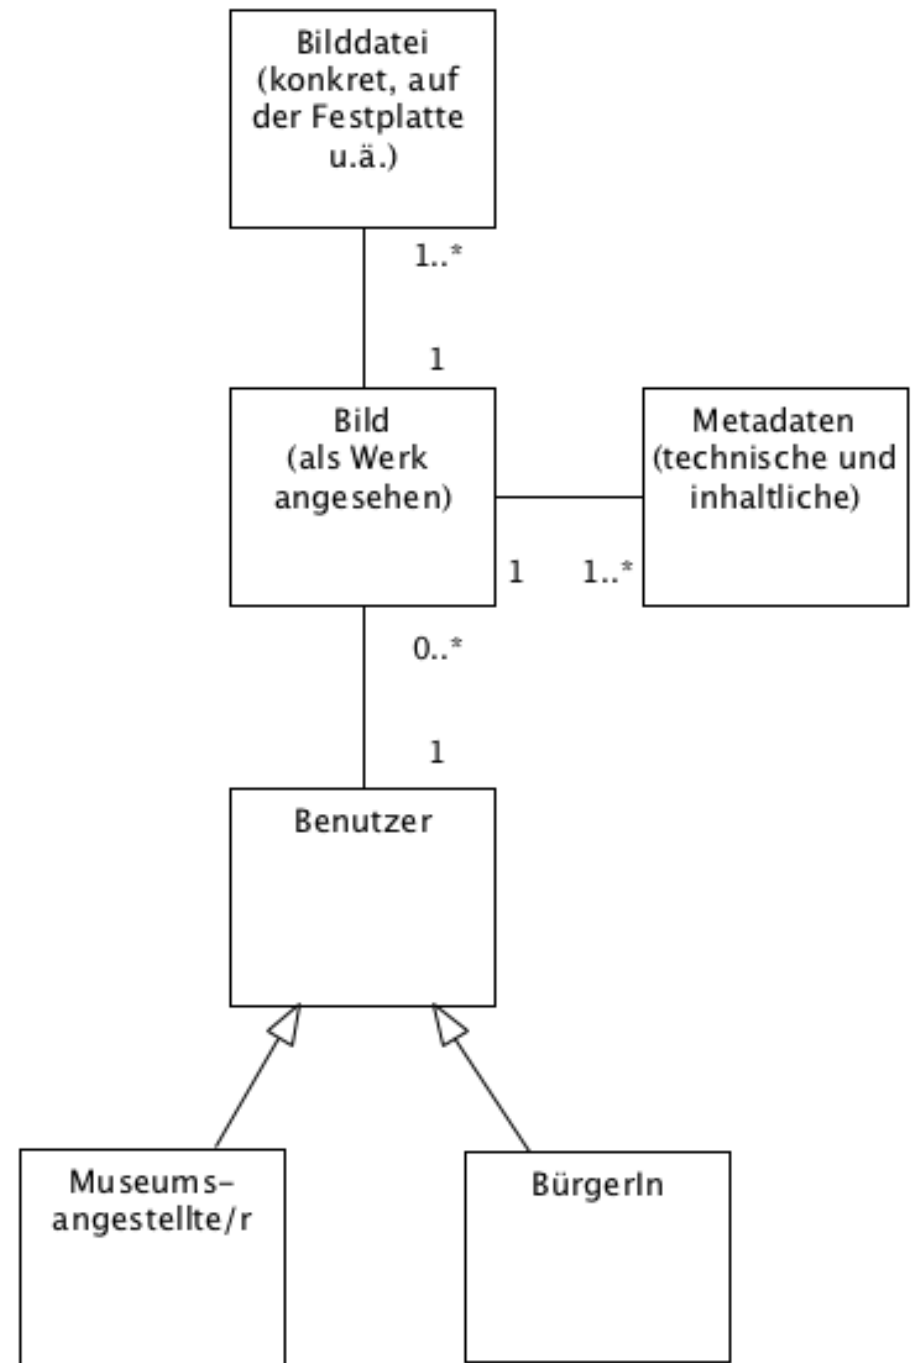 Bilddatei
(konkret, auf
der Festplatte
u.ä.)
1..*
1
Bild
(als Werk
angesehen)
Metadaten
(technische und
inhaltliche)
1
1..*
0..*
1
Benutzer
Museums-
angestellte/r
BürgerIn